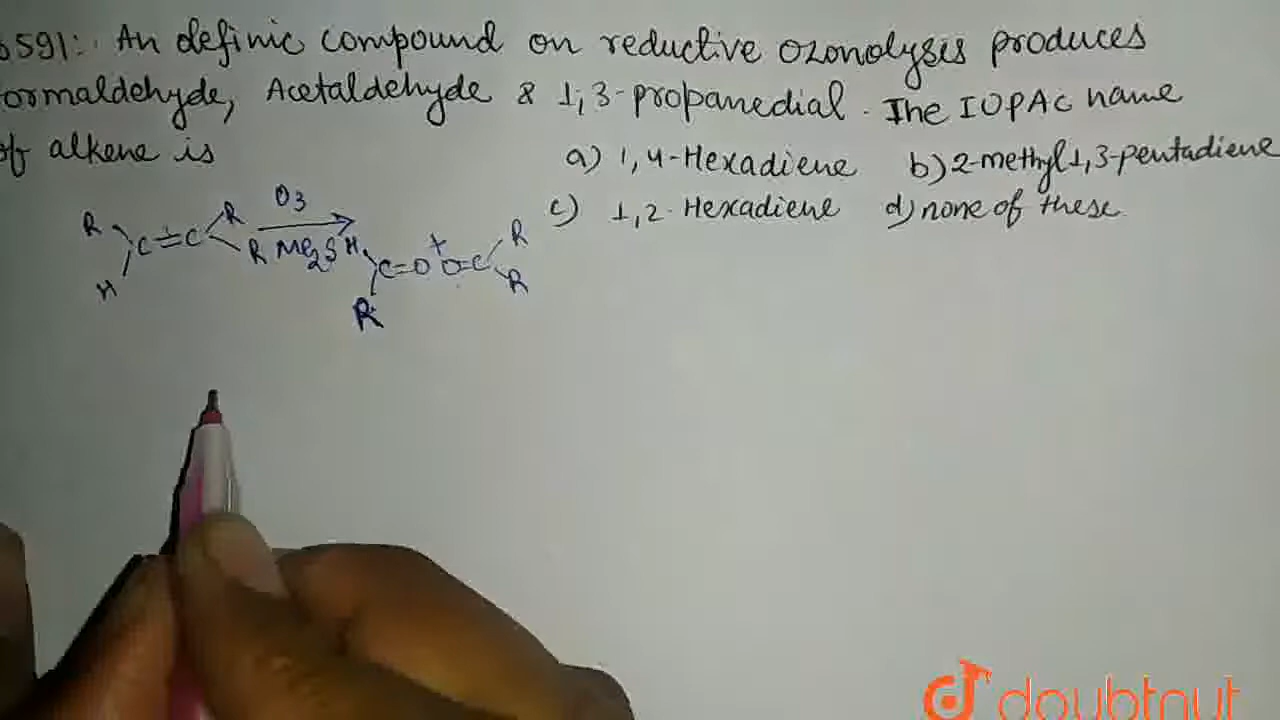 591: An definic compound on reductive ozonolysis produces
ormaldehyde, Acetaldehyde & 1,3-propanedial. The IUPAC name
of alkene is
a) 1,4-Hexadiene b) 2-methyl 1,3-pentadiene
c) 1,2-Hexadiene d) none of these.
R H C=C R R O3 Me2S H R C=O + O=C R R
doubtnut